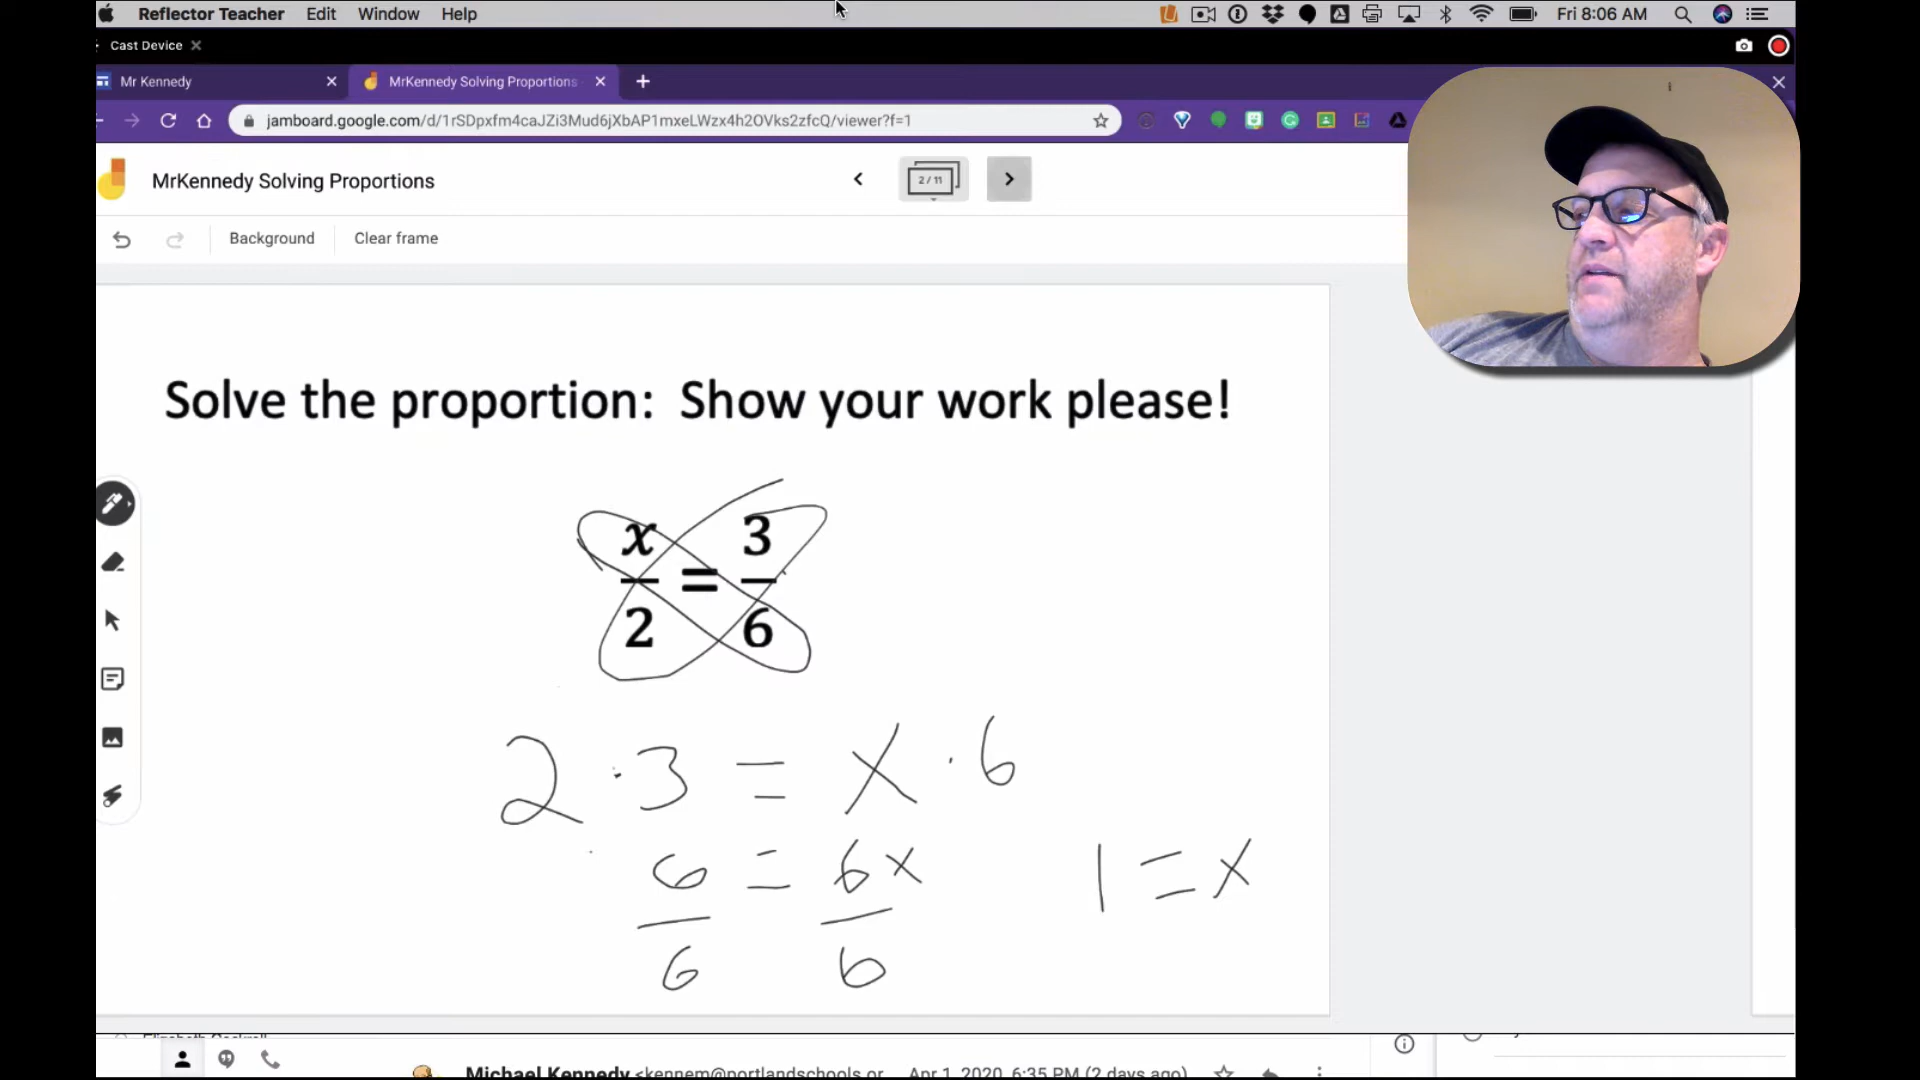 Reflector Teacher Edit Window Help Fri 8:06 AM
Cast Device
Mr Kennedy MrKennedy Solving Proportions
jamboard.google.com/d/1rSDpxfm4caJZi3Mud6jXbAP1mxeLWzx4h2OVks2zfcQ/viewer?f=1
MrKennedy Solving Proportions 2 / 11
Background Clear frame
Solve the proportion: Show your work please!
x 3
=
2 6
2 · 3 = x · 6
6 = 6x 1 = x
6 6
Michael Kennedy <kennem@portlandschools.or Apr 1, 2020, 6:35 PM (2 days ago)